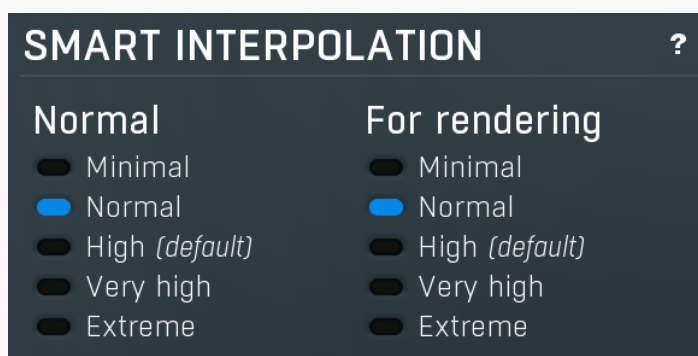 SMART INTERPOLATION ?
Normal
Minimal
Normal
High (default)
Very high
Extreme
For rendering
Minimal
Normal
High (default)
Very high
Extreme